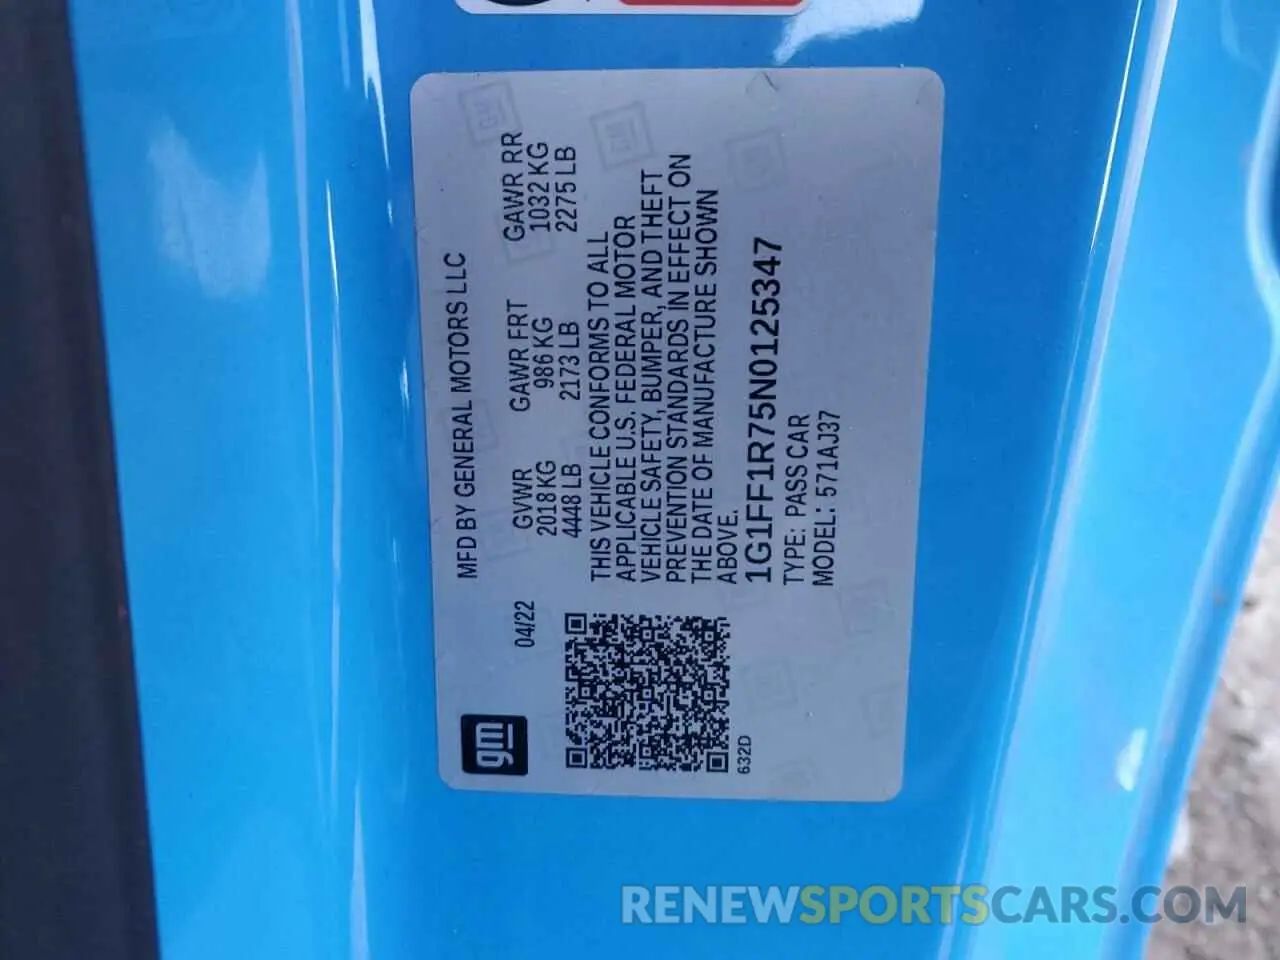 MFD BY GENERAL MOTORS LLC
gm
04/22
GVWR GAWR FRT GAWR RR
2018 KG 986 KG 1032 KG
4448 LB 2173 LB 2275 LB
THIS VEHICLE CONFORMS TO ALL
APPLICABLE U.S. FEDERAL MOTOR
VEHICLE SAFETY, BUMPER, AND THEFT
PREVENTION STANDARDS IN EFFECT ON
THE DATE OF MANUFACTURE SHOWN
ABOVE.
1G1FF1R75N0125347
TYPE: PASS CAR
MODEL: 571AJ37
632D
RENEWSPORTSCARS.COM